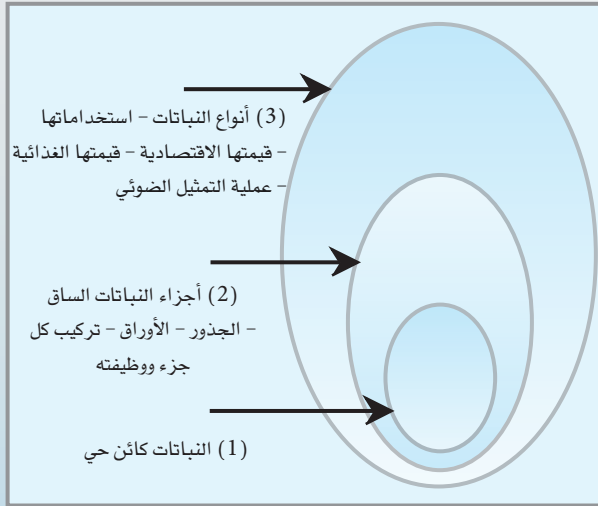 (3) أنواع النباتات – استخداماتها
– قيمتها الاقتصادية – قيمتها الغذائية
– عملية التمثيل الضوئي
(2) أجزاء النباتات الساق
– الجذور – الأوراق – تركيب كل
جزء ووظيفته
(1) النباتات كائن حي